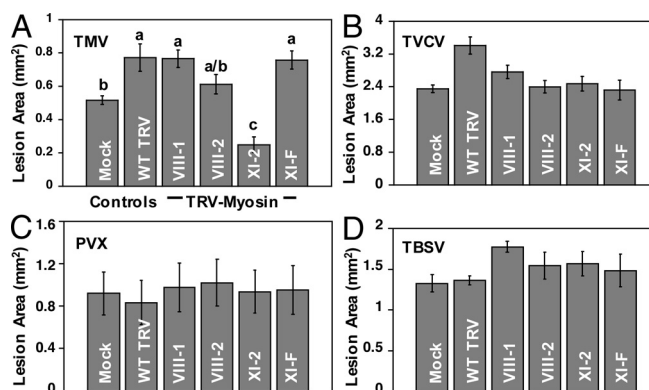 A
TMV
Lesion Area (mm²)
0.8
0.6
0.4
0.2
0
b
a
a
a/b
c
a
Mock
WT TRV
VIII-1
VIII-2
XI-2
XI-F
Controls
TRV-Myosin
B
TVCV
Lesion Area (mm²)
3.2
2.4
1.6
0.8
0
Mock
WT TRV
VIII-1
VIII-2
XI-2
XI-F
C
PVX
Lesion Area (mm²)
1.6
1.2
0.8
0.4
0
Mock
WT TRV
VIII-1
VIII-2
XI-2
XI-F
D
TBSV
Lesion Area (mm²)
2
1.5
1
0.5
0
Mock
WT TRV
VIII-1
VIII-2
XI-2
XI-F